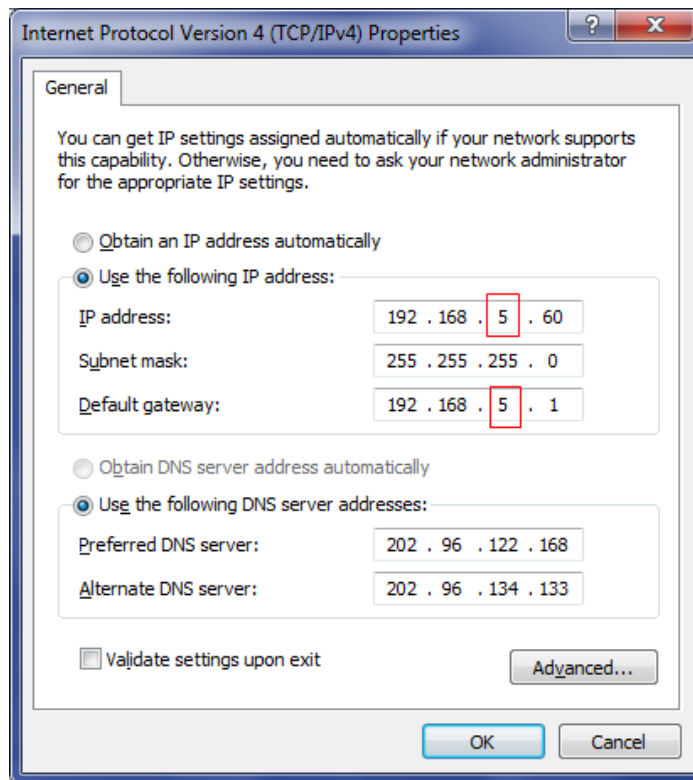 Internet Protocol Version 4 (TCP/IPv4) Properties
?
General
You can get IP settings assigned automatically if your network supports
this capability. Otherwise, you need to ask your network administrator
for the appropriate IP settings.
Obtain an IP address automatically
Use the following IP address:
IP address: 192 . 168 . 5 . 60
Subnet mask: 255 . 255 . 255 . 0
Default gateway: 192 . 168 . 5 . 1
Obtain DNS server address automatically
Use the following DNS server addresses:
Preferred DNS server: 202 . 96 . 122 . 168
Alternate DNS server: 202 . 96 . 134 . 133
Validate settings upon exit
Advanced...
OK Cancel